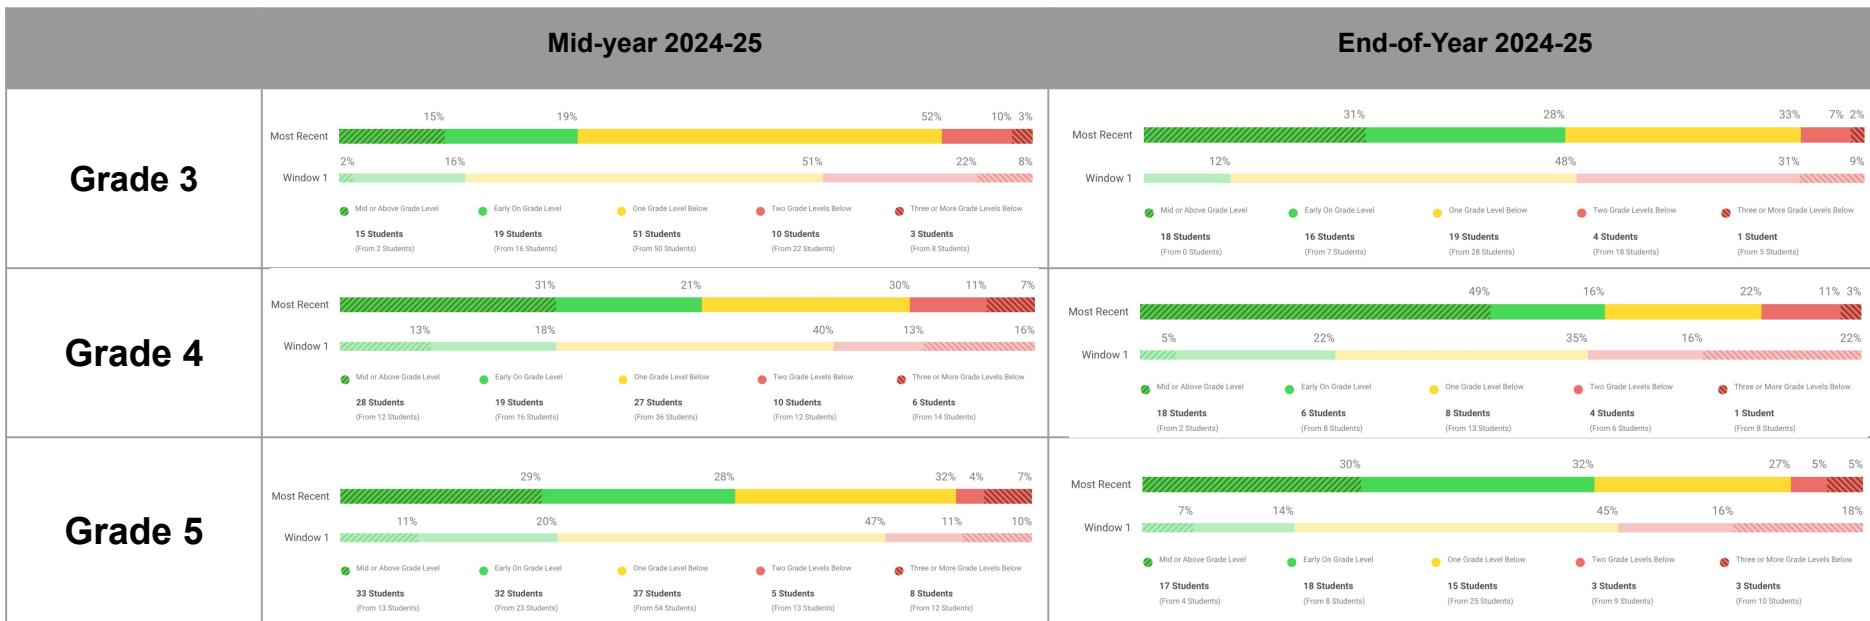 Mid-year 2024-25 End-of-Year 2024-25
Grade 3
15% 19% 52% 10% 3%
Most Recent
2% 16% 51% 22% 8%
Window 1
Mid or Above Grade Level Early On Grade Level One Grade Level Below Two Grade Levels Below Three or More Grade Levels Below
15 Students 19 Students 51 Students 10 Students 3 Students
(From 2 Students) (From 16 Students) (From 50 Students) (From 22 Students) (From 8 Students)
31% 28% 33% 7% 2%
Most Recent
12% 48% 31% 9%
Window 1
Mid or Above Grade Level Early On Grade Level One Grade Level Below Two Grade Levels Below Three or More Grade Levels Below
18 Students 16 Students 19 Students 4 Students 1 Student
(From 0 Students) (From 7 Students) (From 28 Students) (From 18 Students) (From 5 Students)
Grade 4
31% 21% 30% 11% 7%
Most Recent
13% 18% 40% 13% 16%
Window 1
Mid or Above Grade Level Early On Grade Level One Grade Level Below Two Grade Levels Below Three or More Grade Levels Below
28 Students 19 Students 27 Students 10 Students 6 Students
(From 12 Students) (From 16 Students) (From 36 Students) (From 12 Students) (From 14 Students)
49% 16% 22% 11% 3%
Most Recent
5% 22% 35% 16% 22%
Window 1
Mid or Above Grade Level Early On Grade Level One Grade Level Below Two Grade Levels Below Three or More Grade Levels Below
18 Students 6 Students 8 Students 4 Students 1 Student
(From 2 Students) (From 8 Students) (From 13 Students) (From 6 Students) (From 8 Students)
Grade 5
29% 28% 32% 4% 7%
Most Recent
11% 20% 47% 11% 10%
Window 1
Mid or Above Grade Level Early On Grade Level One Grade Level Below Two Grade Levels Below Three or More Grade Levels Below
33 Students 32 Students 37 Students 5 Students 8 Students
(From 13 Students) (From 23 Students) (From 54 Students) (From 13 Students) (From 12 Students)
30% 32% 27% 5% 5%
Most Recent
7% 14% 45% 16% 18%
Window 1
Mid or Above Grade Level Early On Grade Level One Grade Level Below Two Grade Levels Below Three or More Grade Levels Below
17 Students 18 Students 15 Students 3 Students 3 Students
(From 4 Students) (From 8 Students) (From 25 Students) (From 9 Students) (From 10 Students)